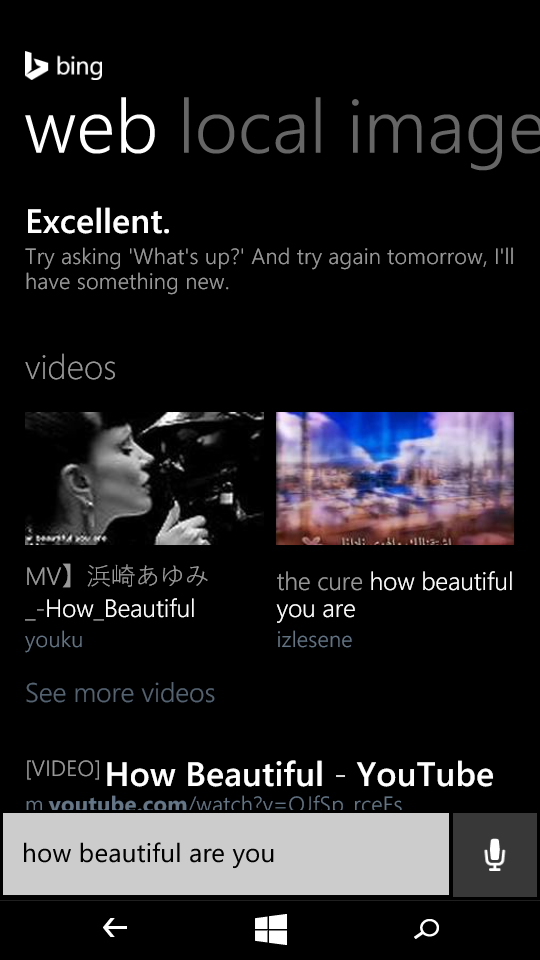 bing
web local image
Excellent.
Try asking 'What's up?' And try again tomorrow, I'll
have something new.
videos
w beautiful you are
MV】浜崎あゆみ
_-How_Beautiful
youku
the cure how beautiful
you are
izlesene
See more videos
[VIDEO] How Beautiful - YouTube
m.youtube.com/watch?v=
how beautiful are you